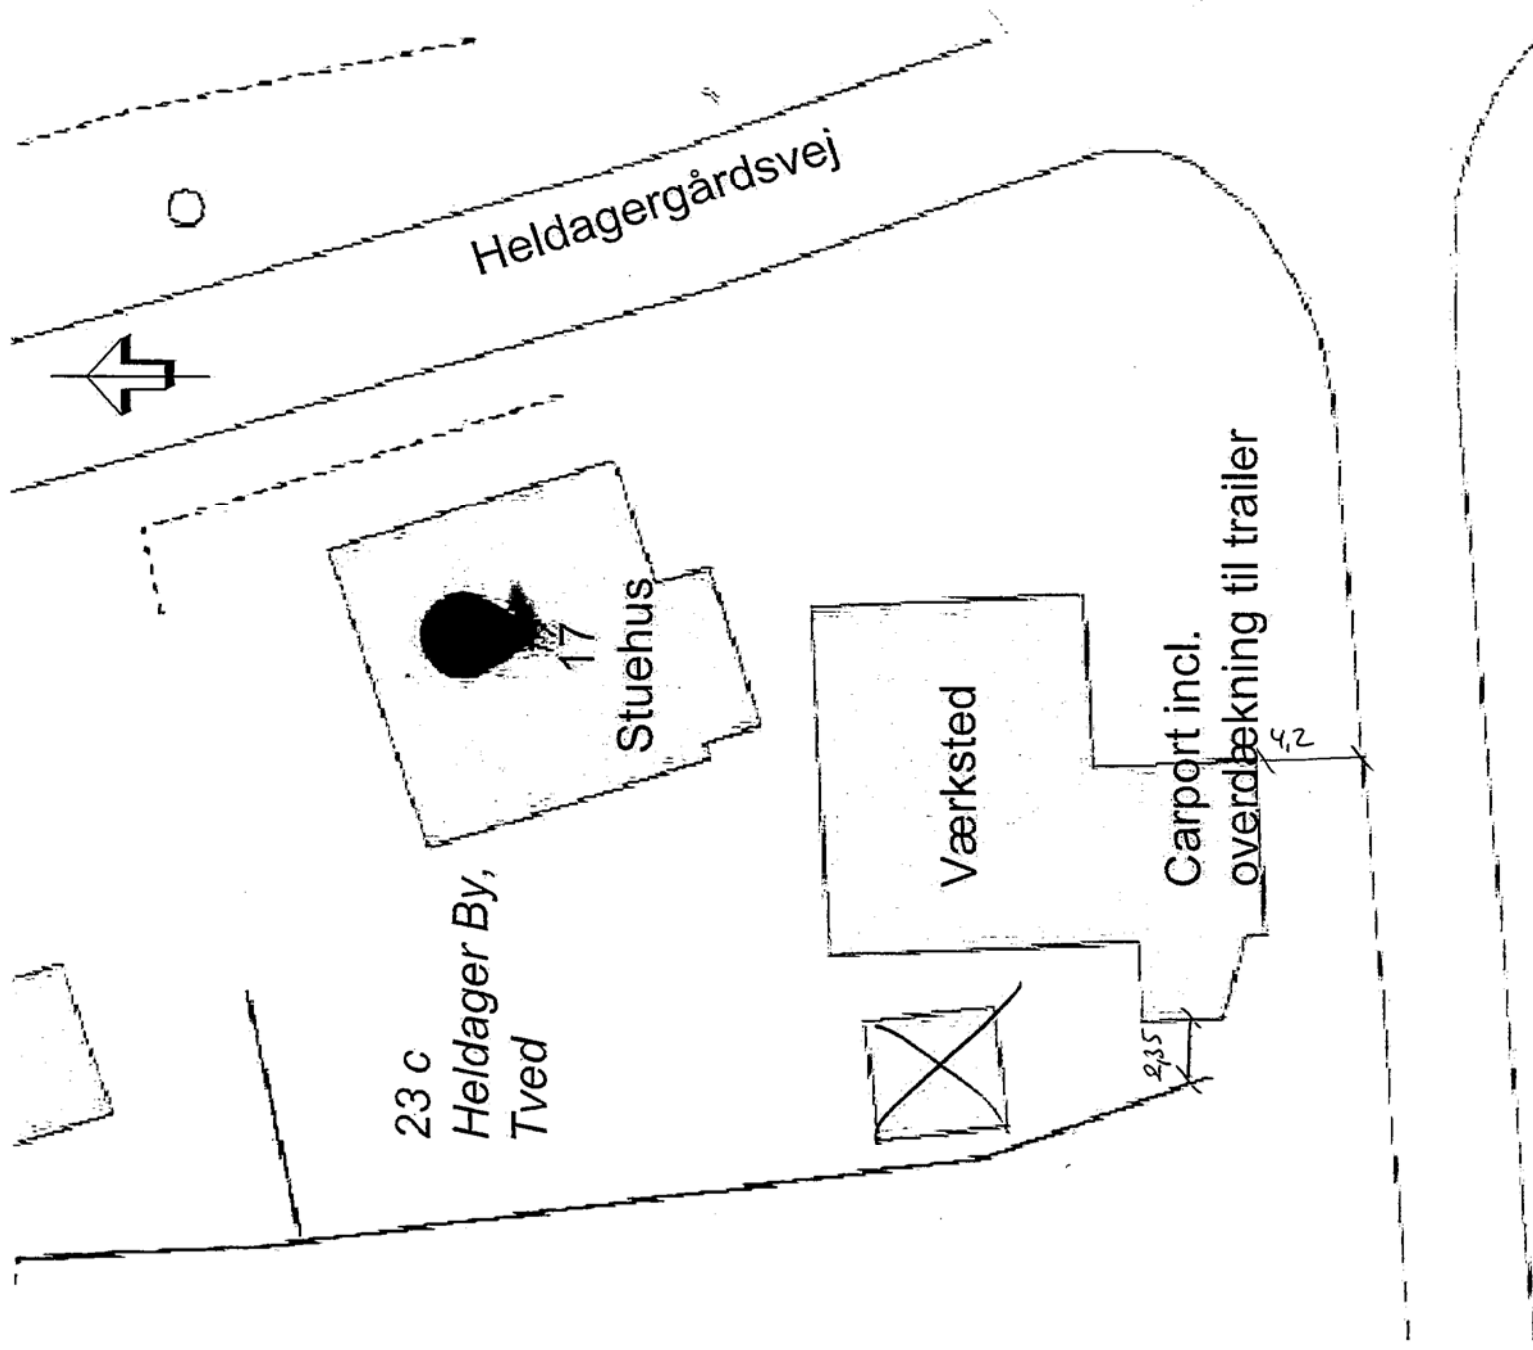 Heldagergårdsvej
17
Stuehus
23 c
Heldager By,
Tved
Værksted
Carport incl.
overdækning til trailer
4,2
2,35